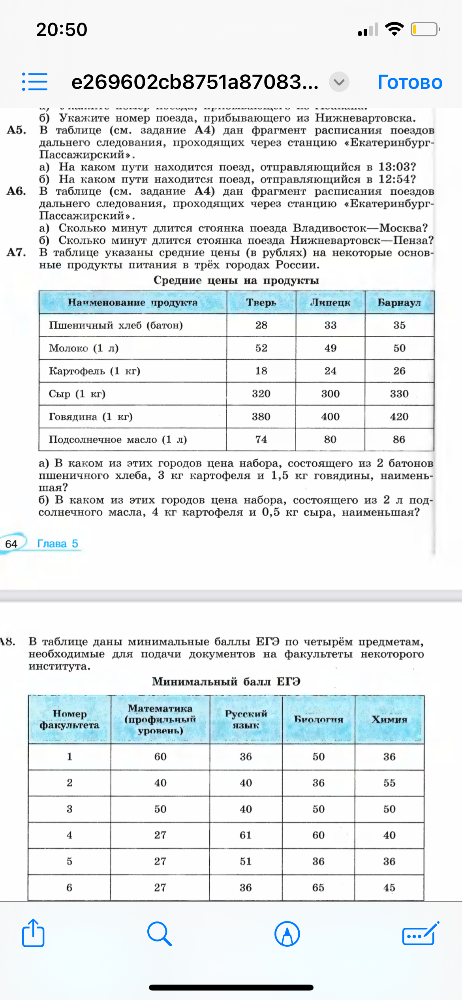 20:50
e269602cb8751a87083...
Готово
а) Укажите номер поезда, прибывающего из Абакана.
б) Укажите номер поезда, прибывающего из Нижневартовска.
А5. В таблице (см. задание А4) дан фрагмент расписания поездов
дальнего следования, проходящих через станцию «Екатеринбург-
Пассажирский».
а) На каком пути находится поезд, отправляющийся в 13:03?
б) На каком пути находится поезд, отправляющийся в 12:54?
А6. В таблице (см. задание А4) дан фрагмент расписания поездов
дальнего следования, проходящих через станцию «Екатеринбург-
Пассажирский».
а) Сколько минут длится стоянка поезда Владивосток—Москва?
б) Сколько минут длится стоянка поезда Нижневартовск—Пенза?
А7. В таблице указаны средние цены (в рублях) на некоторые основ-
ные продукты питания в трёх городах России.
Средние цены на продукты
Наименование продукта Тверь Липецк Барнаул
Пшеничный хлеб (батон) 28 33 35
Молоко (1 л) 52 49 50
Картофель (1 кг) 18 24 26
Сыр (1 кг) 320 300 330
Говядина (1 кг) 380 400 420
Подсолнечное масло (1 л) 74 80 86
а) В каком из этих городов цена набора, состоящего из 2 батонов
пшеничного хлеба, 3 кг картофеля и 1,5 кг говядины, наимень-
шая?
б) В каком из этих городов цена набора, состоящего из 2 л под-
солнечного масла, 4 кг картофеля и 0,5 кг сыра, наименьшая?
64 Глава 5
А8. В таблице даны минимальные баллы ЕГЭ по четырём предметам,
необходимые для подачи документов на факультеты некоторого
института.
Минимальный балл ЕГЭ
Номер факультета Математика (профильный уровень) Русский язык Биология Химия
1 60 36 50 36
2 40 40 36 55
3 50 40 50 50
4 27 61 60 40
5 27 51 36 36
6 27 36 65 45